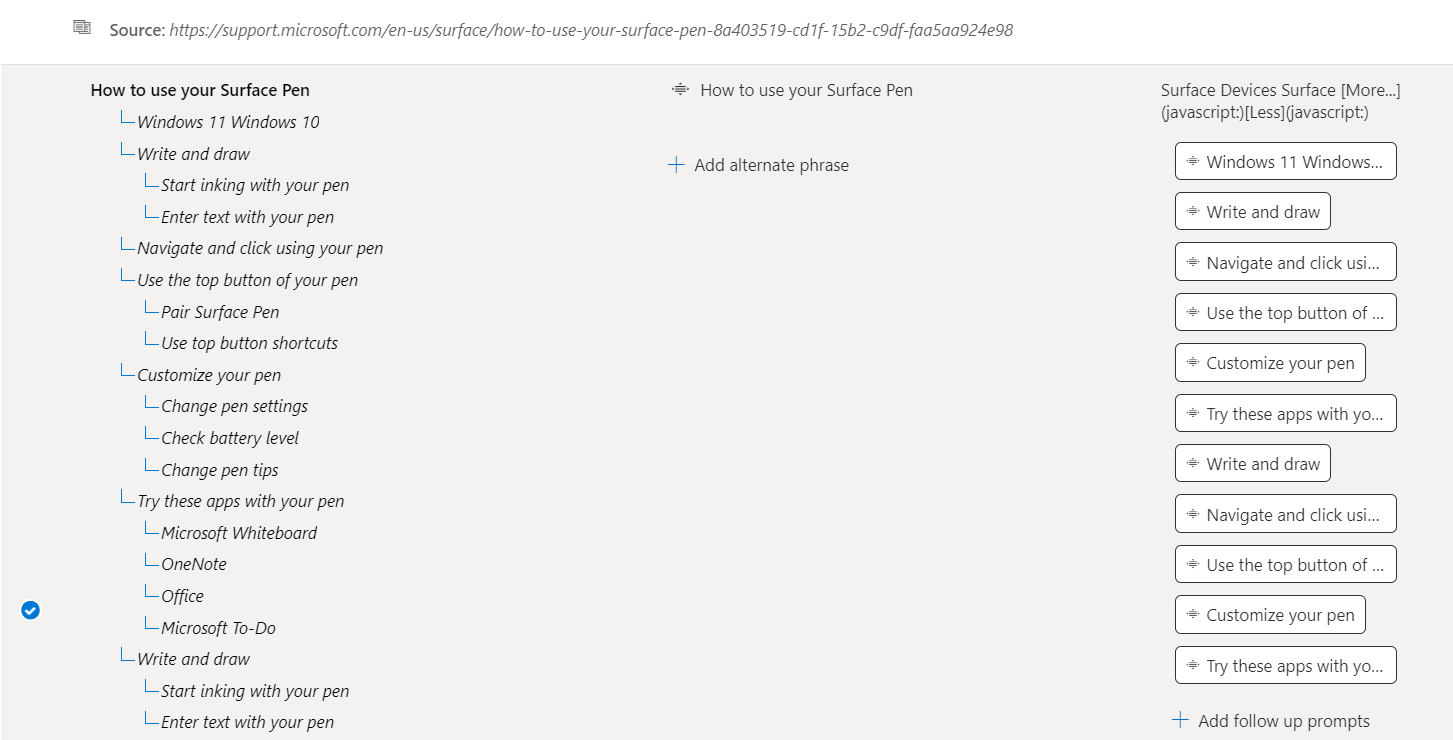 Source: https://support.microsoft.com/en-us/surface/how-to-use-your-surface-pen-8a403519-cd1f-15b2-c9df-faa5aa924e98
How to use your Surface Pen
Windows 11 Windows 10
Write and draw
Start inking with your pen
Enter text with your pen
Navigate and click using your pen
Use the top button of your pen
Pair Surface Pen
Use top button shortcuts
Customize your pen
Change pen settings
Check battery level
Change pen tips
Try these apps with your pen
Microsoft Whiteboard
OneNote
Office
Microsoft To-Do
Write and draw
Start inking with your pen
Enter text with your pen
How to use your Surface Pen
Add alternate phrase
Surface Devices Surface [More...]
(javascript:)[Less](javascript:)
Windows 11 Windows...
Write and draw
Navigate and click usi...
Use the top button of ...
Customize your pen
Try these apps with yo...
Write and draw
Navigate and click usi...
Use the top button of ...
Customize your pen
Try these apps with yo...
Add follow up prompts